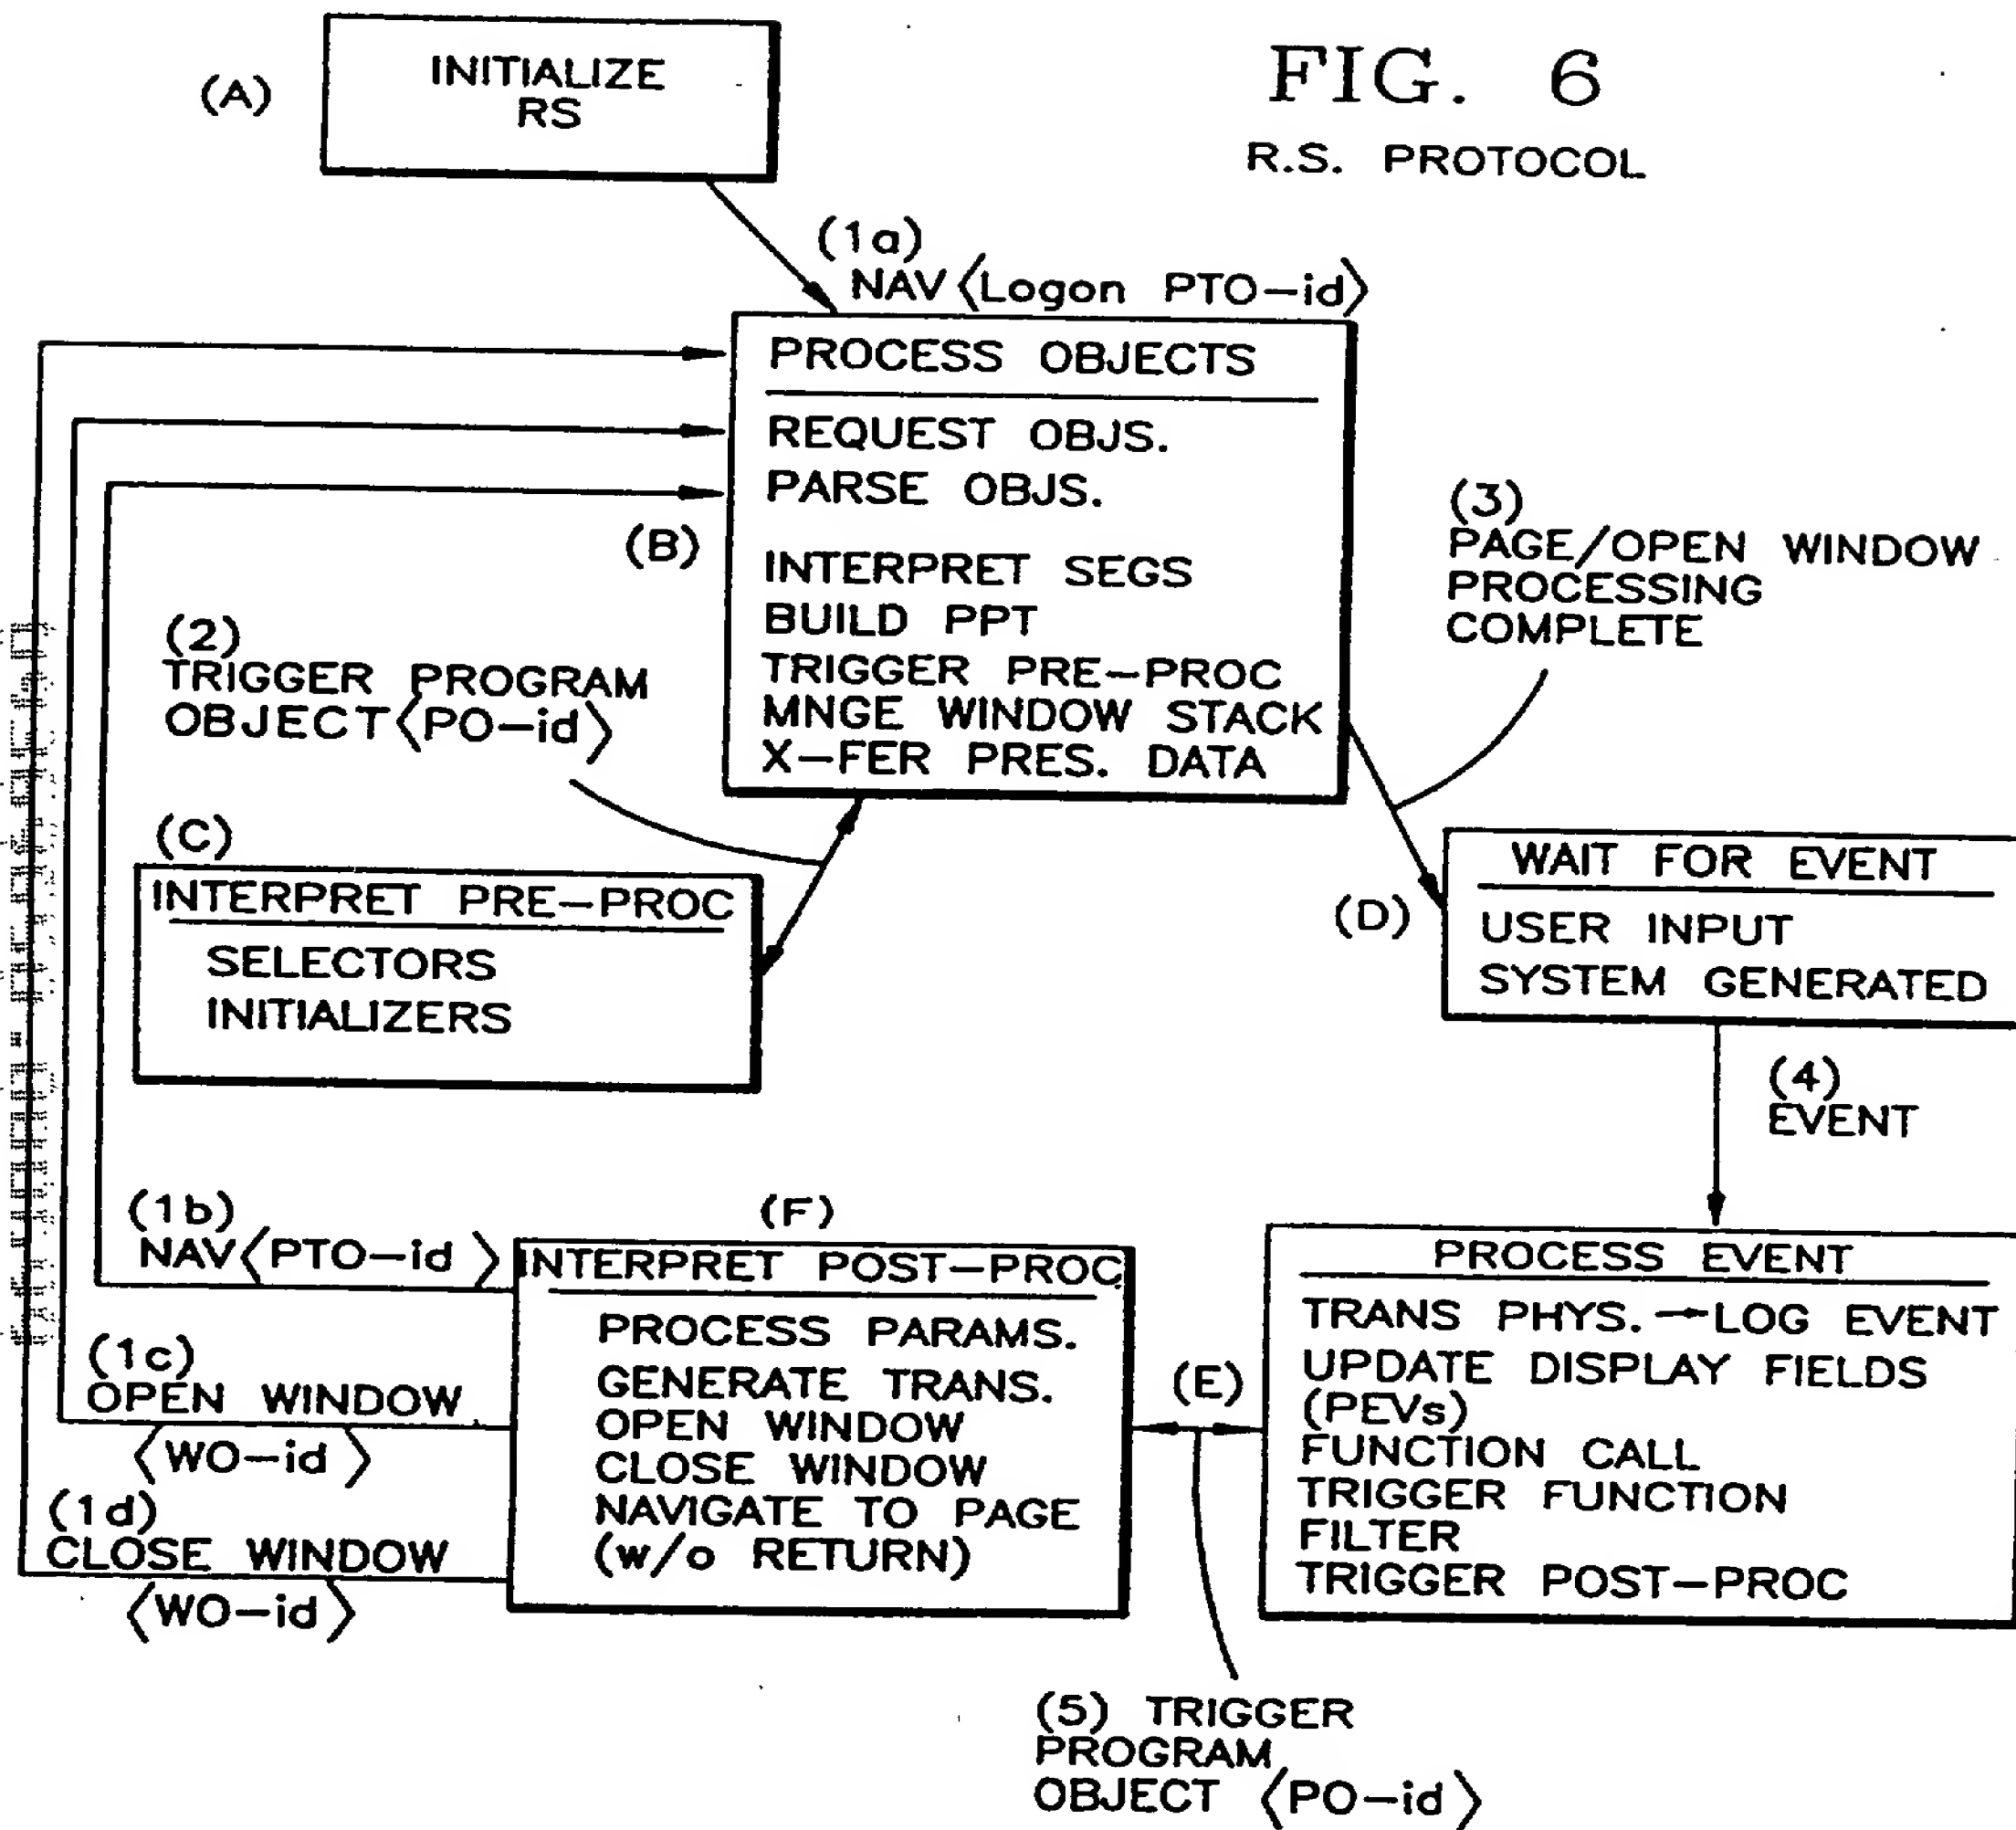 FIG. 6
R.S. PROTOCOL
(A)
INITIALIZE
RS
(1a)
NAV〈Logon PTO-id〉
PROCESS OBJECTS
REQUEST OBJS.
PARSE OBJS.
(B)
INTERPRET SEGS
BUILD PPT
TRIGGER PRE-PROC
MNGE WINDOW STACK
X-FER PRES. DATA
(2)
TRIGGER PROGRAM
OBJECT〈PO-id〉
(3)
PAGE/OPEN WINDOW
PROCESSING
COMPLETE
(C)
INTERPRET PRE-PROC
SELECTORS
INITIALIZERS
(D)
WAIT FOR EVENT
USER INPUT
SYSTEM GENERATED
(4)
EVENT
(1b)
NAV〈PTO-id〉
(1c)
OPEN WINDOW
〈WO-id〉
(1d)
CLOSE WINDOW
〈WO-id〉
(F)
INTERPRET POST-PROC
PROCESS PARAMS.
GENERATE TRANS.
OPEN WINDOW
CLOSE WINDOW
NAVIGATE TO PAGE
(w/o RETURN)
(E)
PROCESS EVENT
TRANS PHYS.→LOG EVENT
UPDATE DISPLAY FIELDS
(PEVs)
FUNCTION CALL
TRIGGER FUNCTION
FILTER
TRIGGER POST-PROC
(5) TRIGGER
PROGRAM
OBJECT 〈PO-id〉